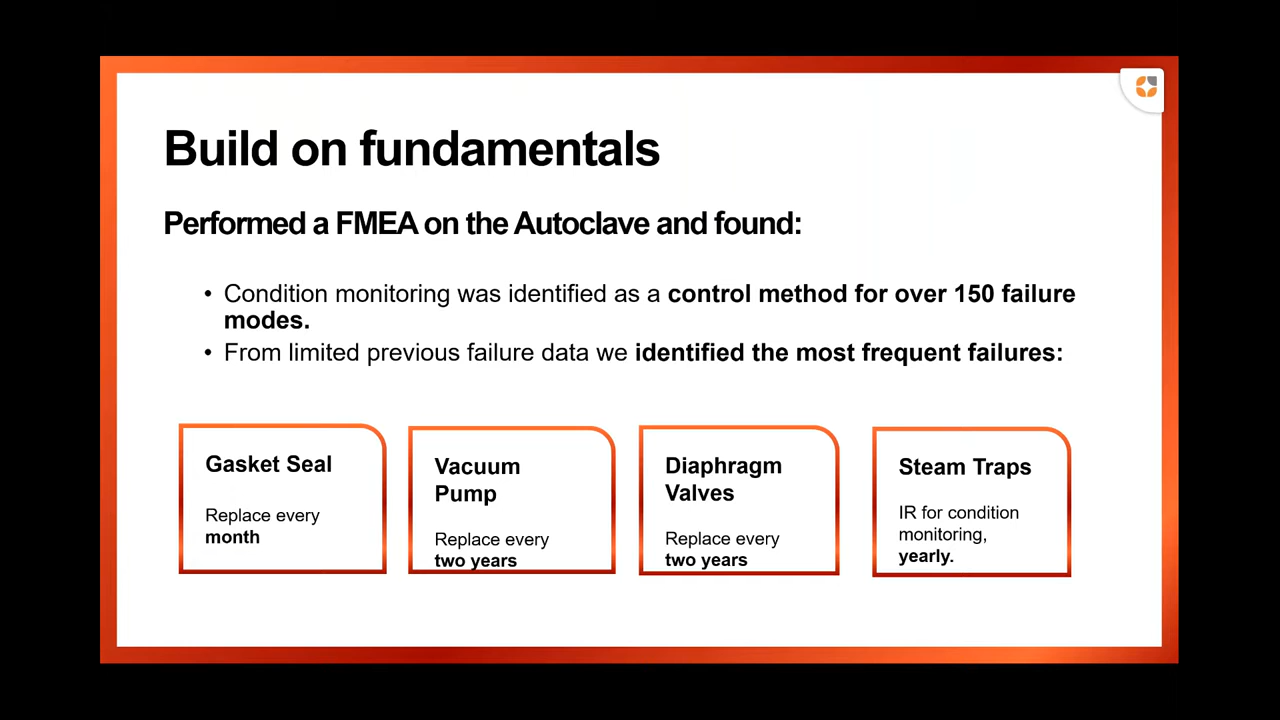 Build on fundamentals
Performed a FMEA on the Autoclave and found:
• Condition monitoring was identified as a control method for over 150 failure
modes.
• From limited previous failure data we identified the most frequent failures:
Gasket Seal
Replace every
month
Vacuum
Pump
Replace every
two years
Diaphragm
Valves
Replace every
two years
Steam Traps
IR for condition
monitoring,
yearly.